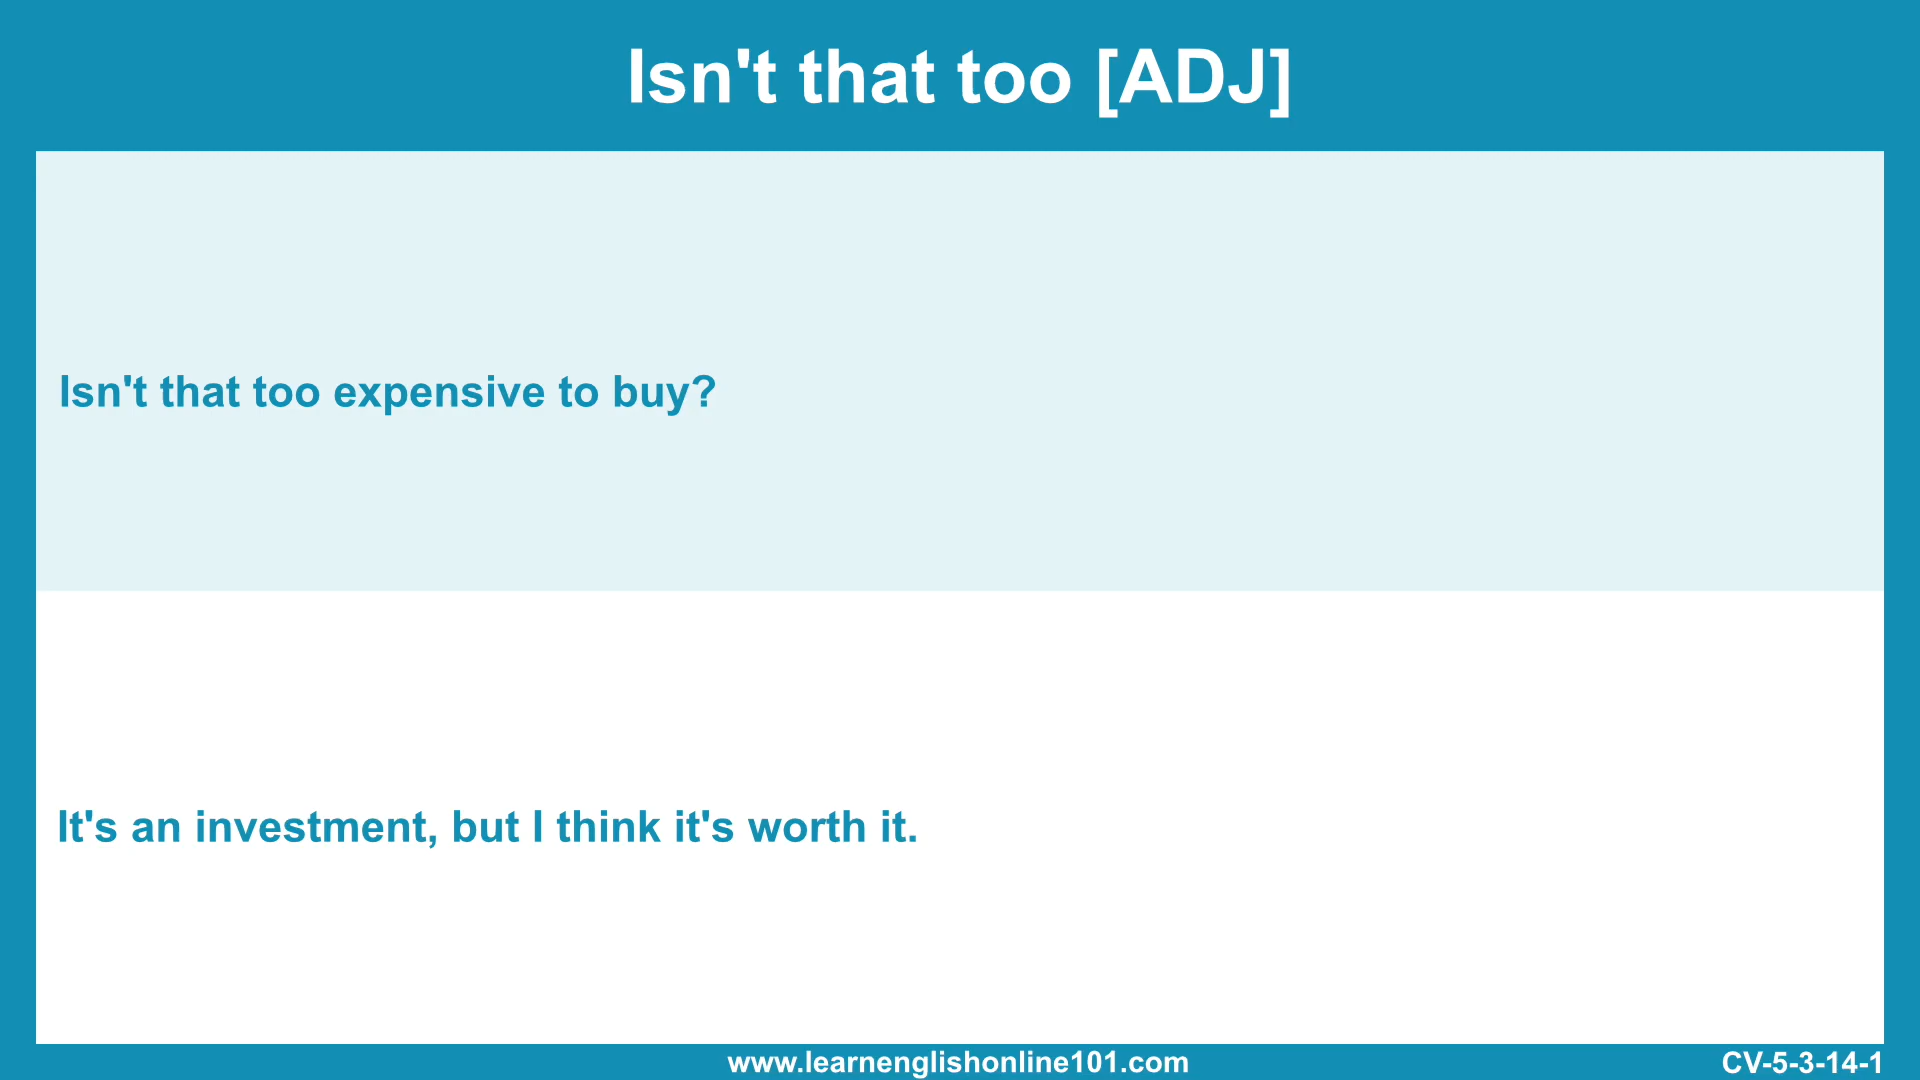 Isn't that too [ADJ]
Isn't that too expensive to buy?
It's an investment, but I think it's worth it.
www.learnenglishonline101.com
CV-5-3-14-1